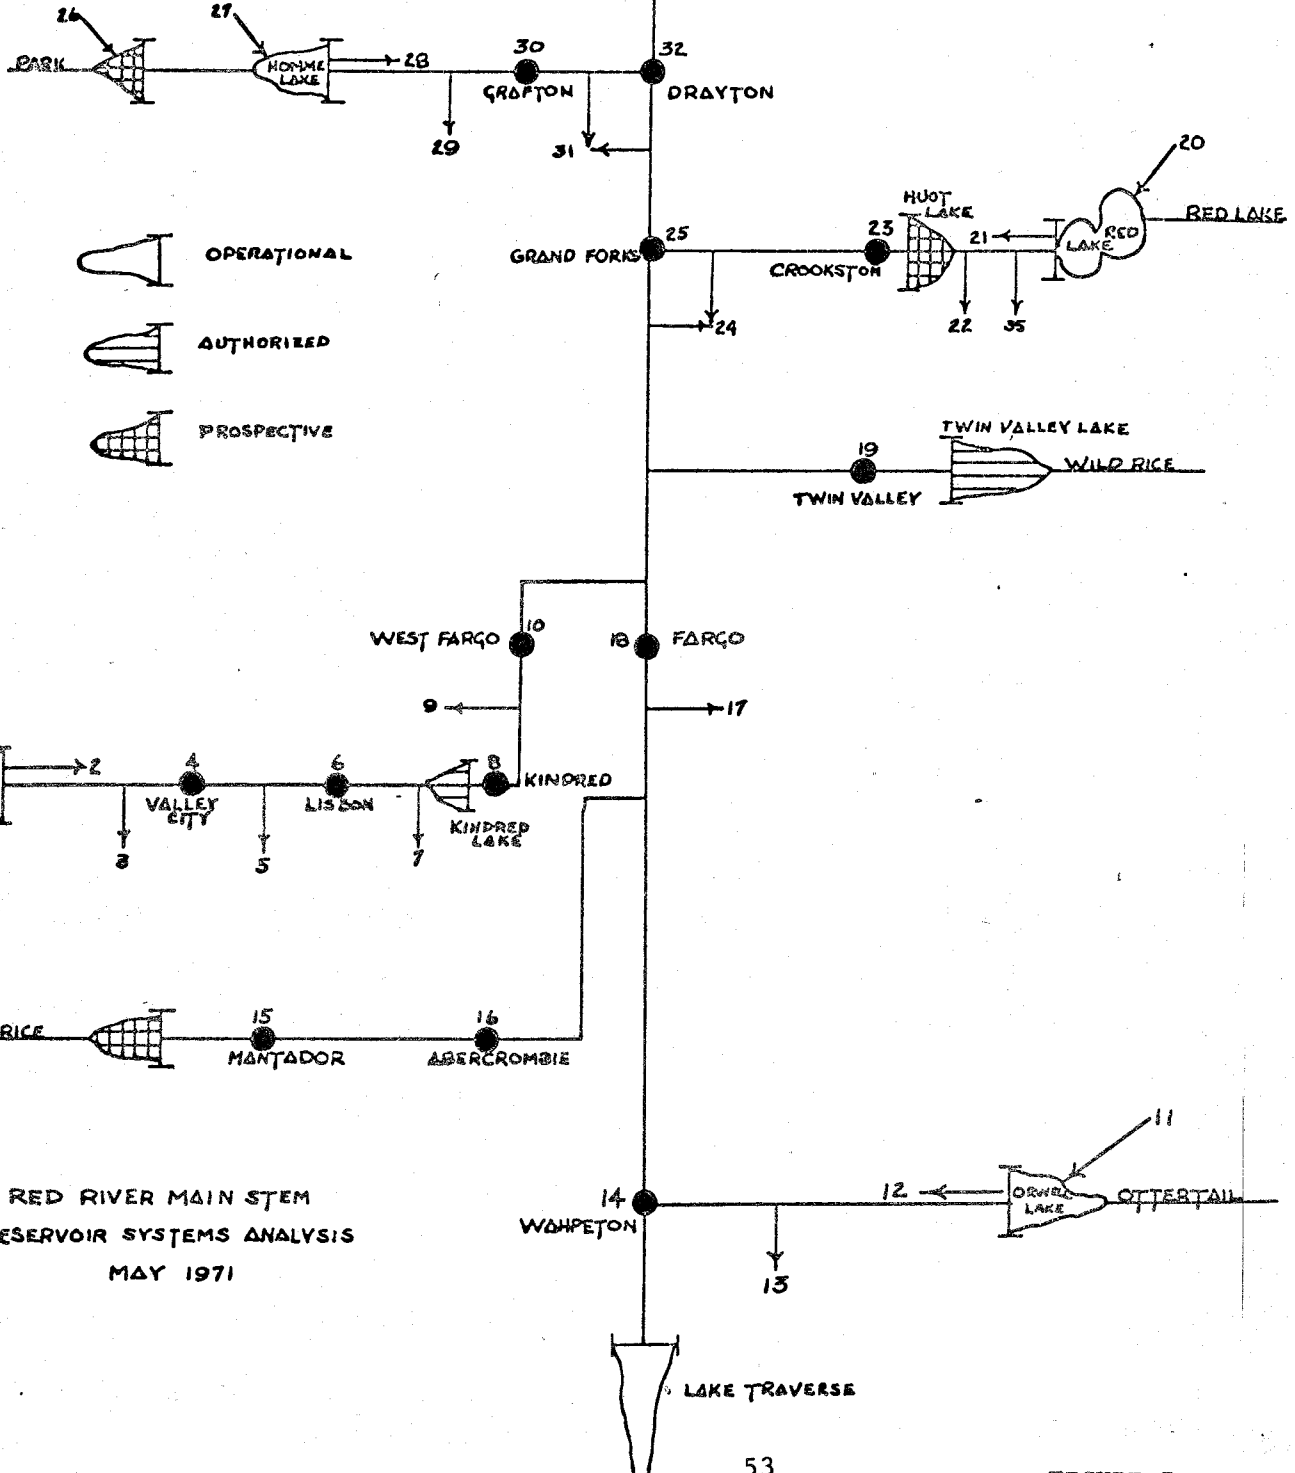 26
27
PARK
HOMME
LAKE
28
30
32
GRAFTON
DRAYTON
29
31
20
HUOT
LAKE
RED LAKE
OPERATIONAL
25
23
21
LAKE RED
GRAND FORKS
CROOKSTON
24
22
35
AUTHORIZED
PROSPECTIVE
TWIN VALLEY LAKE
19
WILD RICE
TWIN VALLEY
10
WEST FARGO
18
FARGO
9
17
2
4
6
8
KINDRED
VALLEY
CITY
LISBON
KINDRED
LAKE
3
5
7
RICE
15
16
MANTADOR
ABERCROMBIE
11
RED RIVER MAIN STEM
ESERVOIR SYSTEMS ANALYSIS
MAY 1971
14
12
ORWELL
LAKE
OTTERTAIL
WAHPETON
13
LAKE TRAVERSE
53